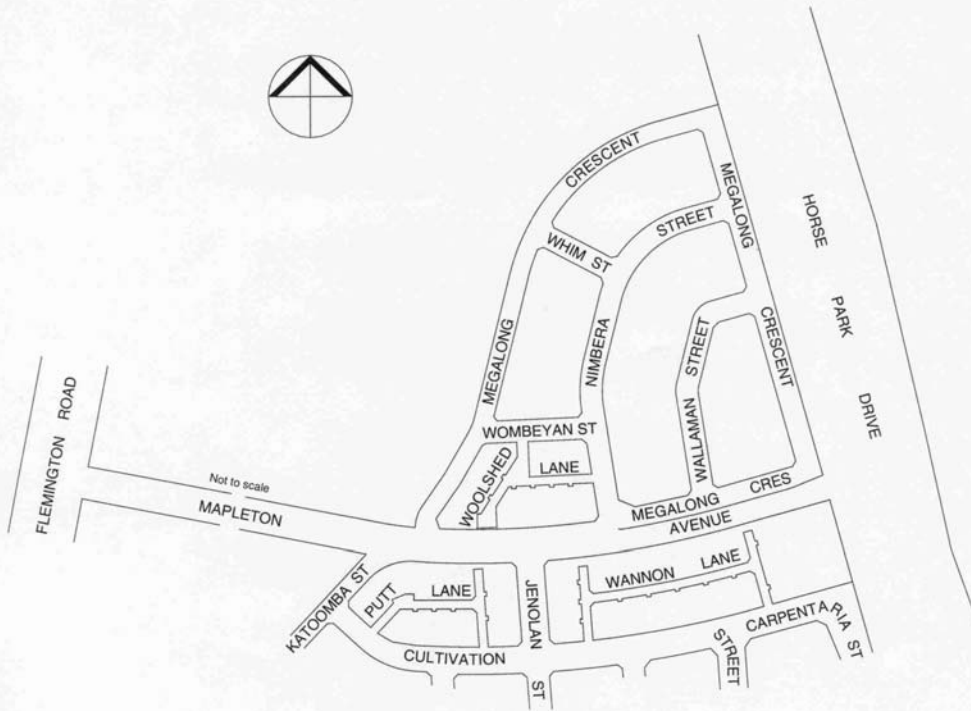 CRESCENT
MEGALONG
WHIM ST
STREET
HORSE
PARK
DRIVE
MEGALONG
NIMBERA
STREET
WALLAMAN
CRESCENT
FLEMINGTON ROAD
WOMBEYAN ST
WOOLSHED
LANE
Not to scale
MAPLETON
MEGALONG CRES
AVENUE
KATOOMBA ST
PUTT LANE
JENOLAN
ST
WANNON LANE
CULTIVATION
STREET
CARPENTARIA ST